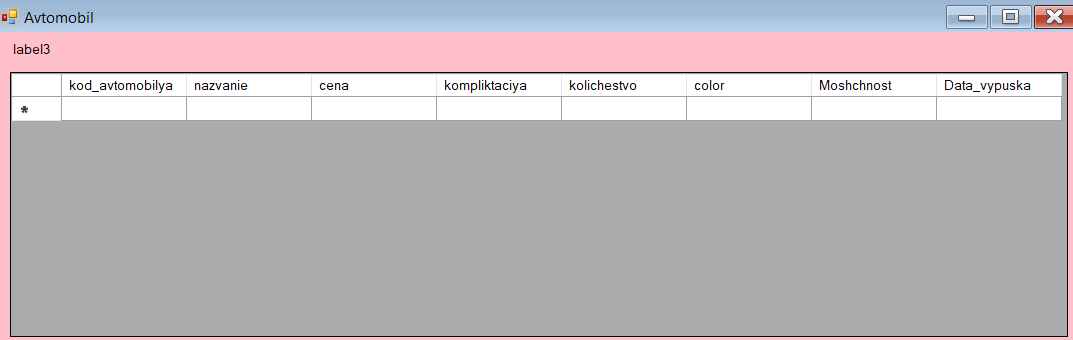 Avtomobil
label3
kod_avtomobilya nazvanie cena kompliktaciya kolichestvo color Moshchnost Data_vypuska
*